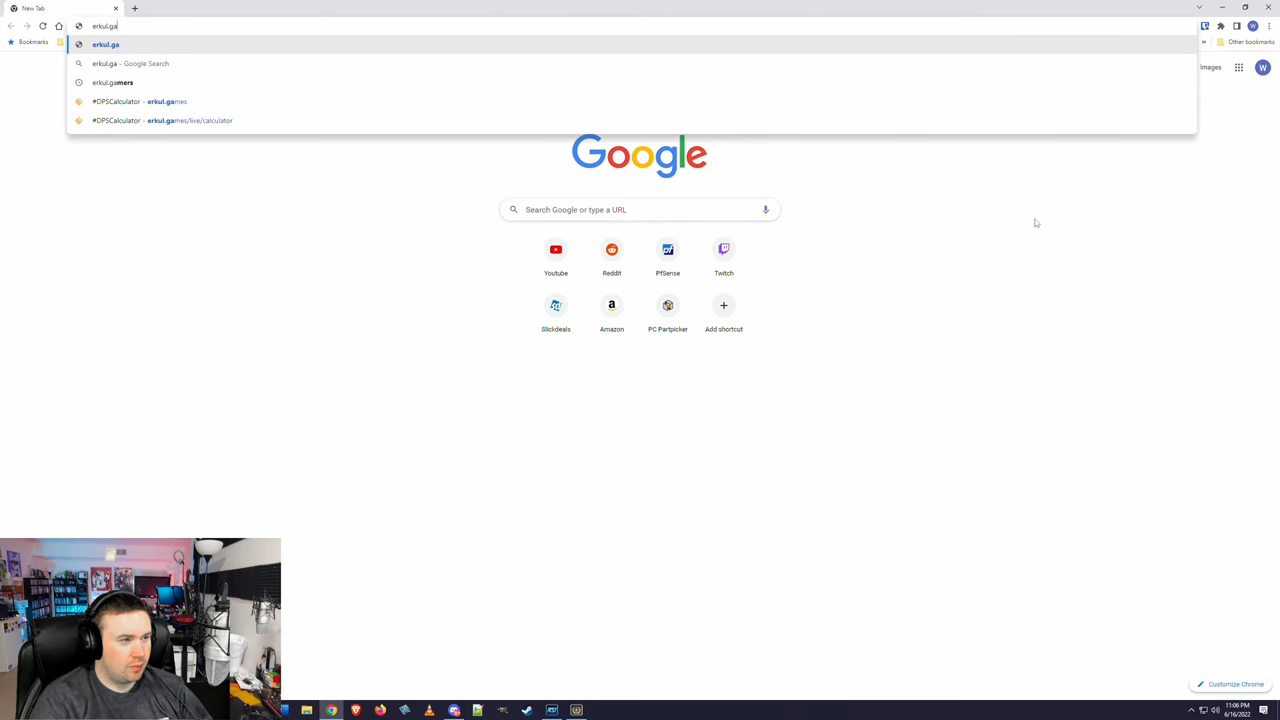 New Tab
erkul.ga
Bookmarks
Other bookmarks
erkul.ga
erkul.ga - Google Search
erkul.gamers
#DPSCalculator - erkul.games
#DPSCalculator - erkul.games/live/calculator
Images
W
W
Google
Search Google or type a URL
Youtube
Reddit
PfSense
Twitch
Slickdeals
Amazon
PC Partpicker
Add shortcut
Customize Chrome
11:06 PM
6/16/2022